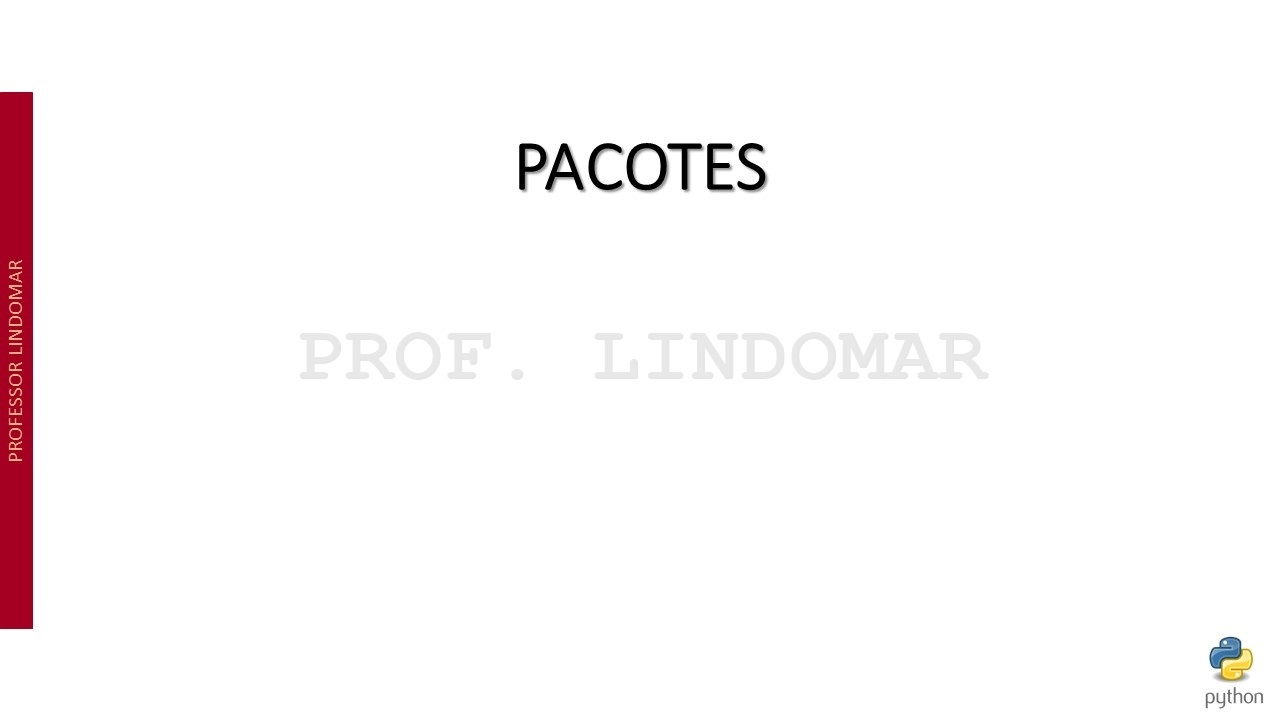 PACOTES
PROFESSOR LINDOMAR
PROF. LINDOMAR
python